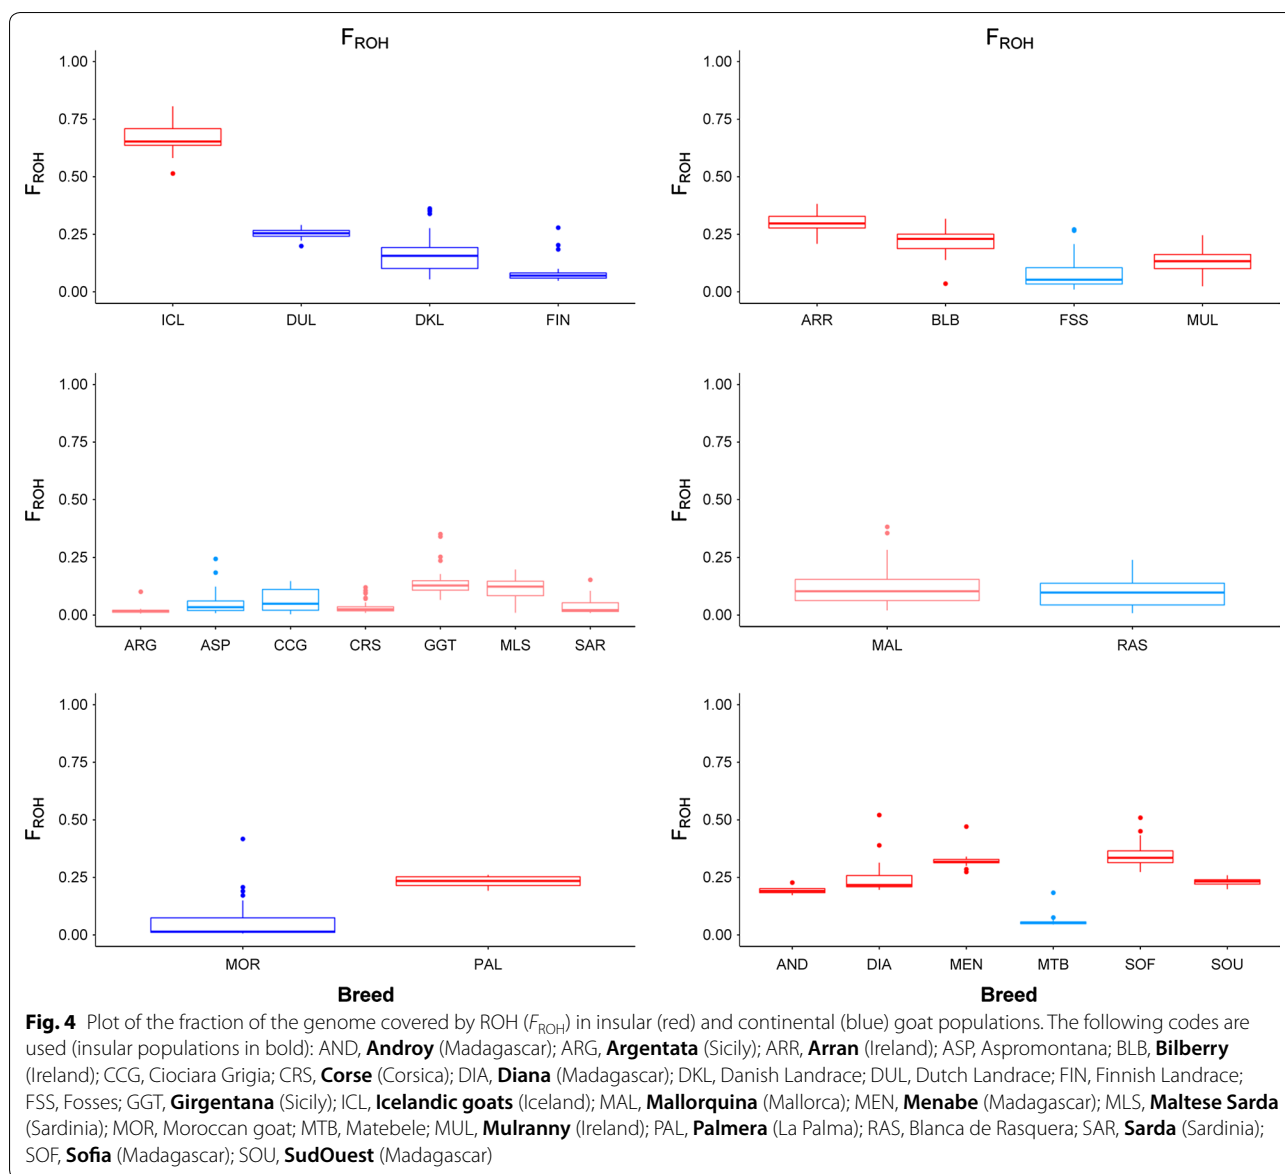 F_ROH
F_ROH
1.00
0.75
0.50
0.25
0.00
F_ROH
ICL DUL DKL FIN
1.00
0.75
0.50
0.25
0.00
F_ROH
ARR BLB FSS MUL
1.00
0.75
0.50
0.25
0.00
F_ROH
ARG ASP CCG CRS GGT MLS SAR
1.00
0.75
0.50
0.25
0.00
F_ROH
MAL RAS
1.00
0.75
0.50
0.25
0.00
F_ROH
MOR PAL
Breed
1.00
0.75
0.50
0.25
0.00
F_ROH
AND DIA MEN MTB SOF SOU
Breed
Fig. 4 Plot of the fraction of the genome covered by ROH (F_ROH) in insular (red) and continental (blue) goat populations. The following codes are
used (insular populations in bold): AND, Androy (Madagascar); ARG, Argentata (Sicily); ARR, Arran (Ireland); ASP, Aspromontana; BLB, Bilberry
(Ireland); CCG, Ciociara Grigia; CRS, Corse (Corsica); DIA, Diana (Madagascar); DKL, Danish Landrace; DUL, Dutch Landrace; FIN, Finnish Landrace;
FSS, Fosses; GGT, Girgentana (Sicily); ICL, Icelandic goats (Iceland); MAL, Mallorquina (Mallorca); MEN, Menabe (Madagascar); MLS, Maltese Sarda
(Sardinia); MOR, Moroccan goat; MTB, Matebele; MUL, Mulranny (Ireland); PAL, Palmera (La Palma); RAS, Blanca de Rasquera; SAR, Sarda (Sardinia);
SOF, Sofia (Madagascar); SOU, SudOuest (Madagascar)